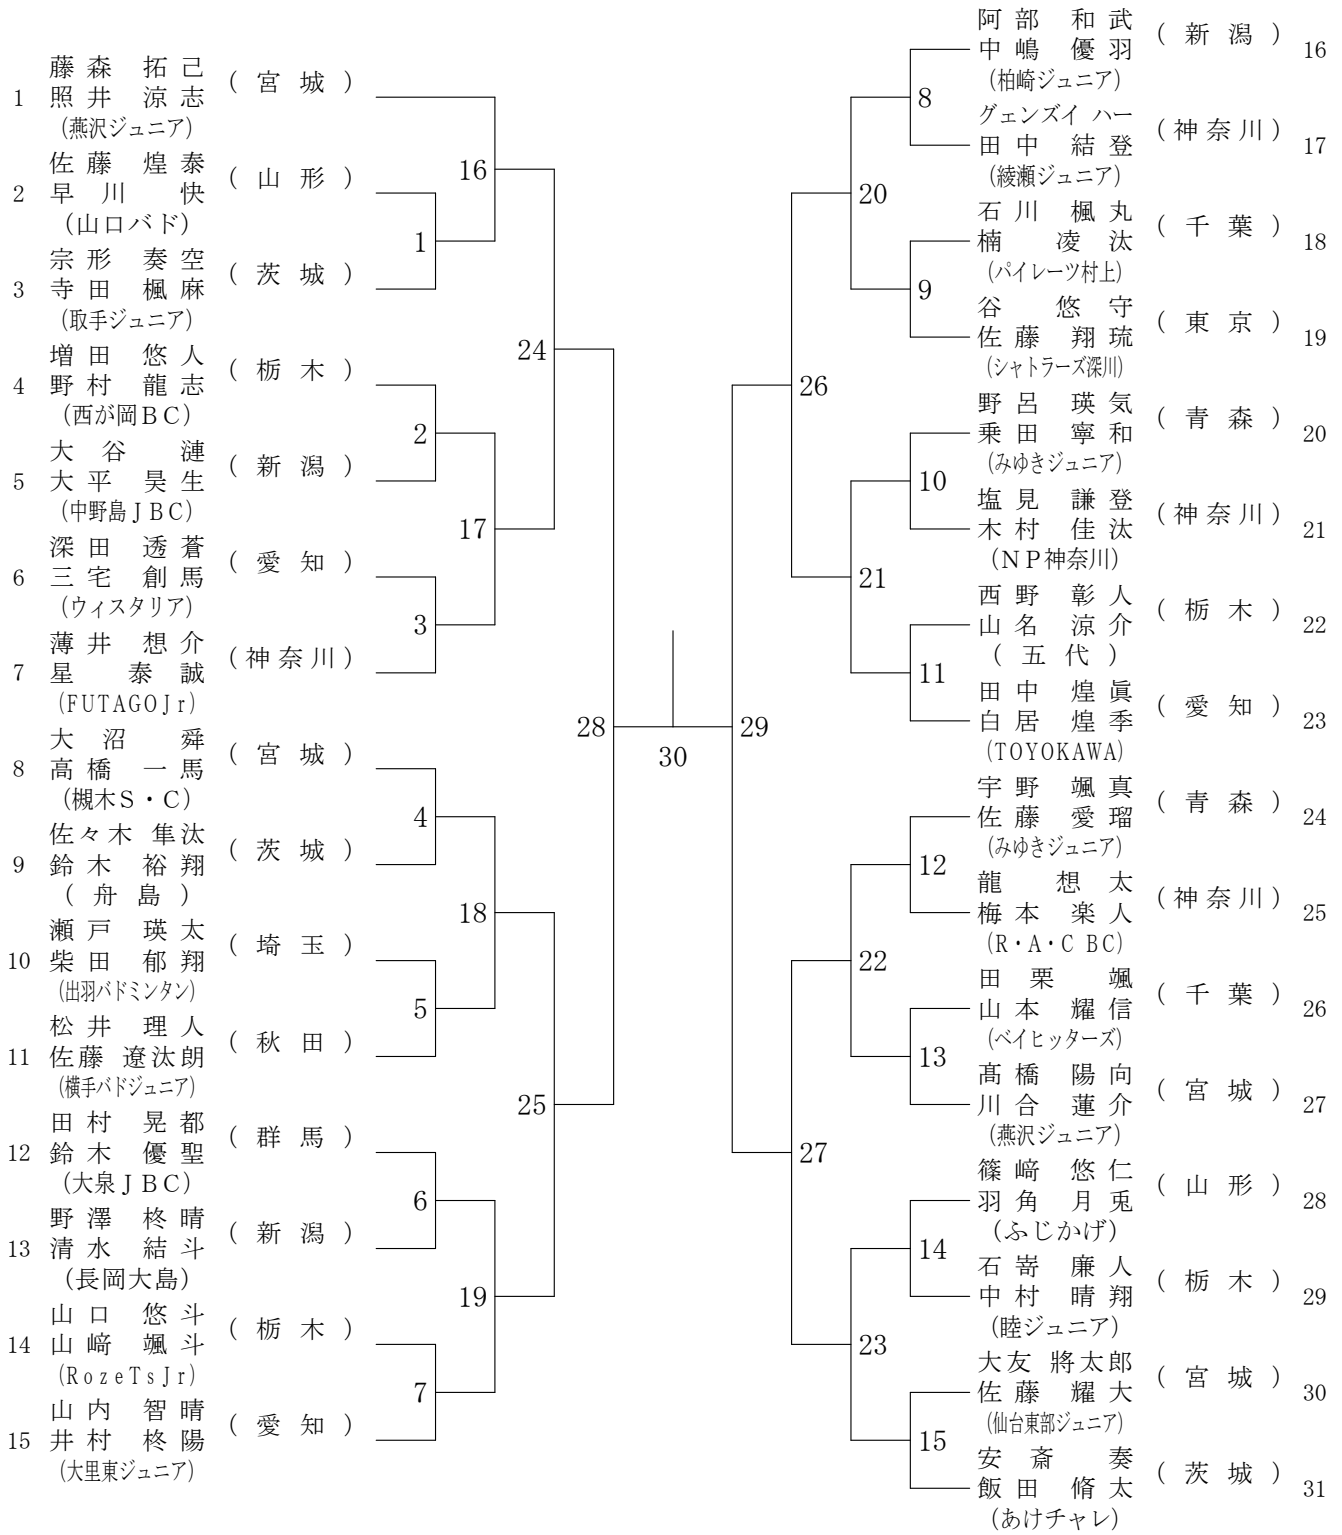 藤森 拓己
1 照井 涼志 (宮城)
(燕沢ジュニア)
佐藤 煌泰
2 早川 快 (山形)
(山口バド)
宗形 奏空
3 寺田 楓麻 (茨城)
(取手ジュニア)
増田 悠人
4 野村 龍志 (栃木)
(西が岡BC)
大谷 漣
5 大平 昊生 (新潟)
(中野島JBC)
深田 透蒼
6 三宅 創馬 (愛知)
(ウィスタリア)
薄井 想介
7 星 泰誠 (神奈川)
(FUTAGOJr)
大沼 舜
8 高橋 一馬 (宮城)
(槻木S・C)
佐々木 隼汰
9 鈴木 裕翔 (茨城)
(舟島)
瀬戸 瑛太
10 柴田 郁翔 (埼玉)
(出羽バドミンタン)
松井 理人
11 佐藤 遼汰朗 (秋田)
(横手バドジュニア)
田村 晃都
12 鈴木 優聖 (群馬)
(大泉JBC)
野澤 柊晴
13 清水 結斗 (新潟)
(長岡大島)
山口 悠斗
14 山﨑 颯斗 (栃木)
(RozeTsJr)
山内 智晴
15 井村 柊陽 (愛知)
(大里東ジュニア)
16
1
24
2
17
3
28
4
18
5
25
6
19
7
30
29
8
20
9
26
10
21
11
12
22
13
27
14
23
15
阿部 和武
中嶋 優羽 (新潟) 16
(柏崎ジュニア)
グェンズイ ハー
田中 結登 (神奈川) 17
(綾瀬ジュニア)
石川 楓丸
楠 凌汰 (千葉) 18
(パイレーツ村上)
谷 悠守
佐藤 翔琉 (東京) 19
(シャトラーズ深川)
野呂 瑛気
乗田 寧和 (青森) 20
(みゆきジュニア)
塩見 謙登
木村 佳汰 (神奈川) 21
(NP神奈川)
西野 彰人
山名 涼介 (栃木) 22
(五代)
田中 煌眞
白居 煌季 (愛知) 23
(TOYOKAWA)
宇野 颯真
佐藤 愛瑠 (青森) 24
(みゆきジュニア)
龍 想太
梅本 楽人 (神奈川) 25
(R・A・C BC)
田栗 颯
山本 耀信 (千葉) 26
(ベイヒッターズ)
髙橋 陽向
川合 蓮介 (宮城) 27
(燕沢ジュニア)
篠﨑 悠仁
羽角 月兎 (山形) 28
(ふじかげ)
石嵜 廉人
中村 晴翔 (栃木) 29
(睦ジュニア)
大友 將太郎
佐藤 耀大 (宮城) 30
(仙台東部ジュニア)
安斎 奏
飯田 脩太 (茨城) 31
(あけチャレ)